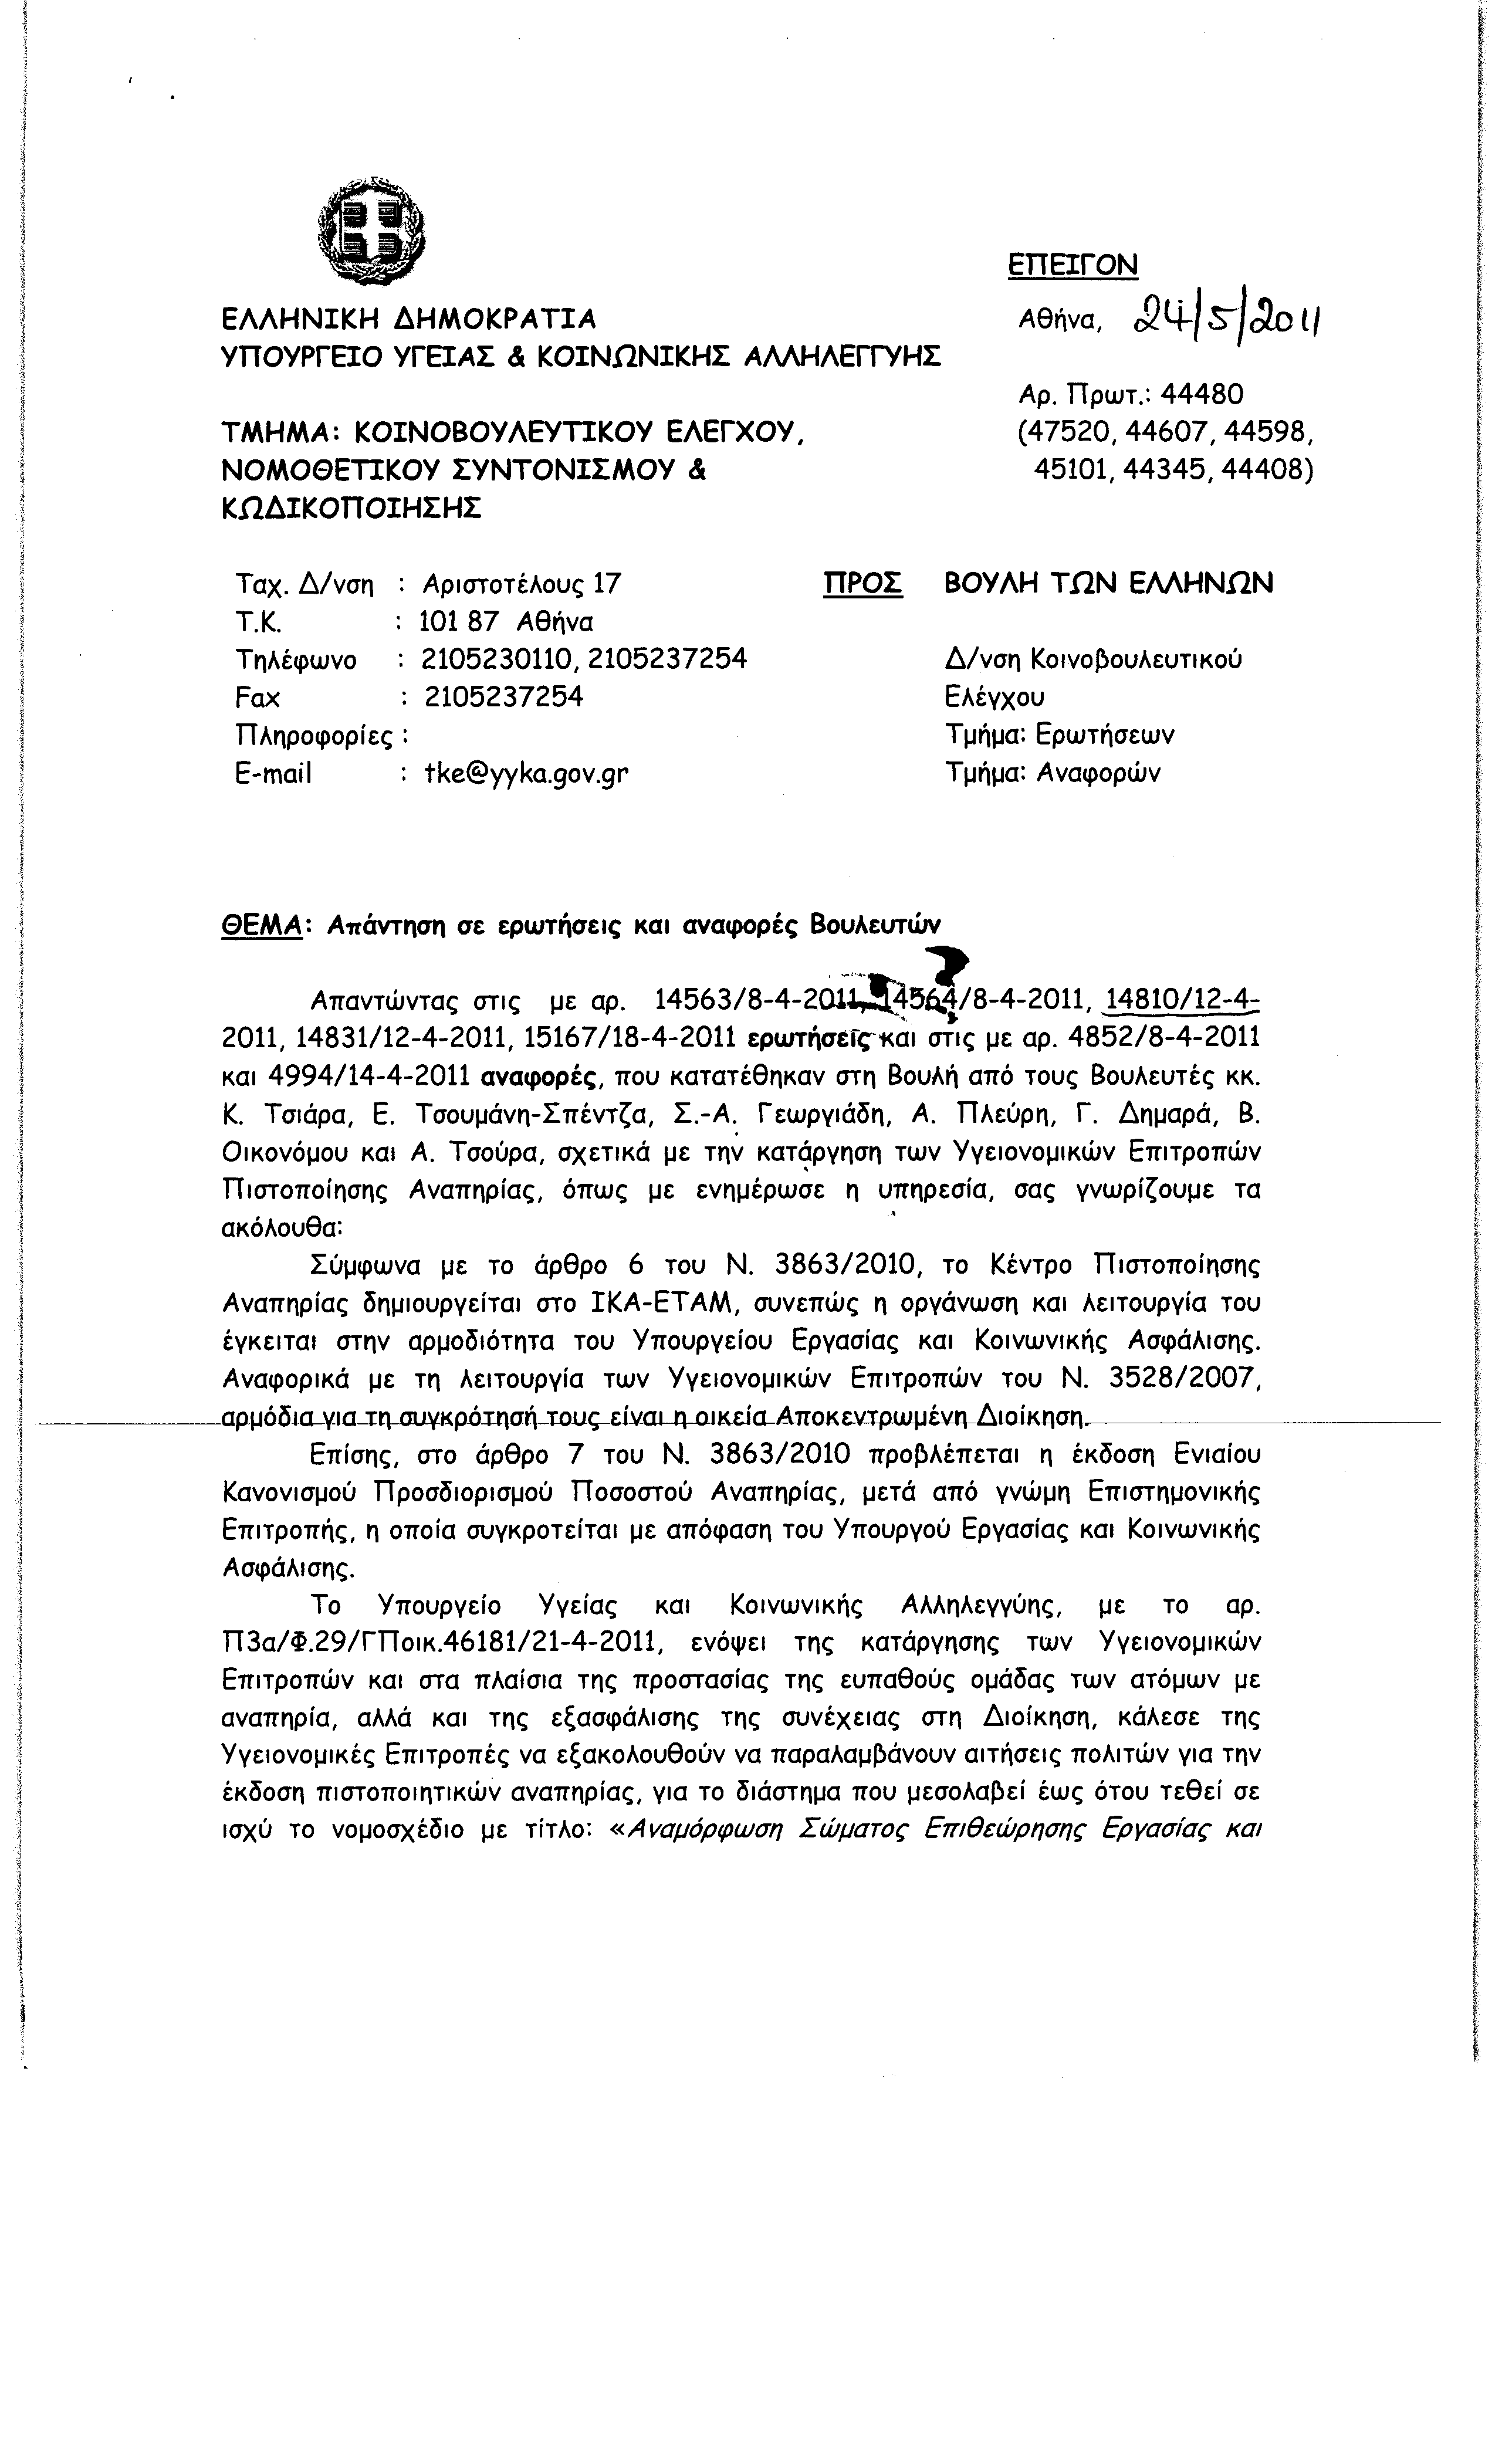 ΕΠΕΙΓΟΝ
ΕΛΛΗΝΙΚΗ ΔΗΜΟΚΡΑΤΙΑ
Αθήνα, 24/5/2011
ΥΠΟΥΡΓΕΙΟ ΥΓΕΙΑΣ & ΚΟΙΝΩΝΙΚΗΣ ΑΛΛΗΛΕΓΓΥΗΣ
Αρ. Πρωτ.: 44480
ΤΜΗΜΑ: ΚΟΙΝΟΒΟΥΛΕΥΤΙΚΟΥ ΕΛΕΓΧΟΥ,
(47520, 44607, 44598,
ΝΟΜΟΘΕΤΙΚΟΥ ΣΥΝΤΟΝΙΣΜΟΥ &
45101, 44345, 44408)
ΚΩΔΙΚΟΠΟΙΗΣΗΣ
Ταχ. Δ/νση : Αριστοτέλους 17
Τ.Κ. : 101 87 Αθήνα
Τηλέφωνο : 2105230110, 2105237254
Fax : 2105237254
Πληροφορίες :
E-mail : tke@yyka.gov.gr
ΠΡΟΣ ΒΟΥΛΗ ΤΩΝ ΕΛΛΗΝΩΝ
Δ/νση Κοινοβουλευτικού
Ελέγχου
Τμήμα: Ερωτήσεων
Τμήμα: Αναφορών
ΘΕΜΑ: Απάντηση σε ερωτήσεις και αναφορές Βουλευτών
Απαντώντας στις με αρ. 14563/8-4-2011, 14564/8-4-2011, 14810/12-4-
2011, 14831/12-4-2011, 15167/18-4-2011 ερωτήσεις και στις με αρ. 4852/8-4-2011
και 4994/14-4-2011 αναφορές, που κατατέθηκαν στη Βουλή από τους Βουλευτές κκ.
Κ. Τσιάρα, Ε. Τσουμάνη-Σπέντζα, Σ.-Α. Γεωργιάδη, Α. Πλεύρη, Γ. Δημαρά, Β.
Οικονόμου και Α. Τσούρα, σχετικά με την κατάργηση των Υγειονομικών Επιτροπών
Πιστοποίησης Αναπηρίας, όπως με ενημέρωσε η υπηρεσία, σας γνωρίζουμε τα
ακόλουθα:
Σύμφωνα με το άρθρο 6 του Ν. 3863/2010, το Κέντρο Πιστοποίησης
Αναπηρίας δημιουργείται στο ΙΚΑ-ΕΤΑΜ, συνεπώς η οργάνωση και λειτουργία του
έγκειται στην αρμοδιότητα του Υπουργείου Εργασίας και Κοινωνικής Ασφάλισης.
Αναφορικά με τη λειτουργία των Υγειονομικών Επιτροπών του Ν. 3528/2007,
αρμόδια για τη συγκρότησή τους είναι η οικεία Αποκεντρωμένη Διοίκηση.
Επίσης, στο άρθρο 7 του Ν. 3863/2010 προβλέπεται η έκδοση Ενιαίου
Κανονισμού Προσδιορισμού Ποσοστού Αναπηρίας, μετά από γνώμη Επιστημονικής
Επιτροπής, η οποία συγκροτείται με απόφαση του Υπουργού Εργασίας και Κοινωνικής
Ασφάλισης.
Το Υπουργείο Υγείας και Κοινωνικής Αλληλεγγύης, με το αρ.
Π3α/Φ.29/ΓΠοικ.46181/21-4-2011, ενόψει της κατάργησης των Υγειονομικών
Επιτροπών και στα πλαίσια της προστασίας της ευπαθούς ομάδας των ατόμων με
αναπηρία, αλλά και της εξασφάλισης της συνέχειας στη Διοίκηση, κάλεσε της
Υγειονομικές Επιτροπές να εξακολουθούν να παραλαμβάνουν αιτήσεις πολιτών για την
έκδοση πιστοποιητικών αναπηρίας, για το διάστημα που μεσολαβεί έως ότου τεθεί σε
ισχύ το νομοσχέδιο με τίτλο: «Αναμόρφωση Σώματος Επιθεώρησης Εργασίας και